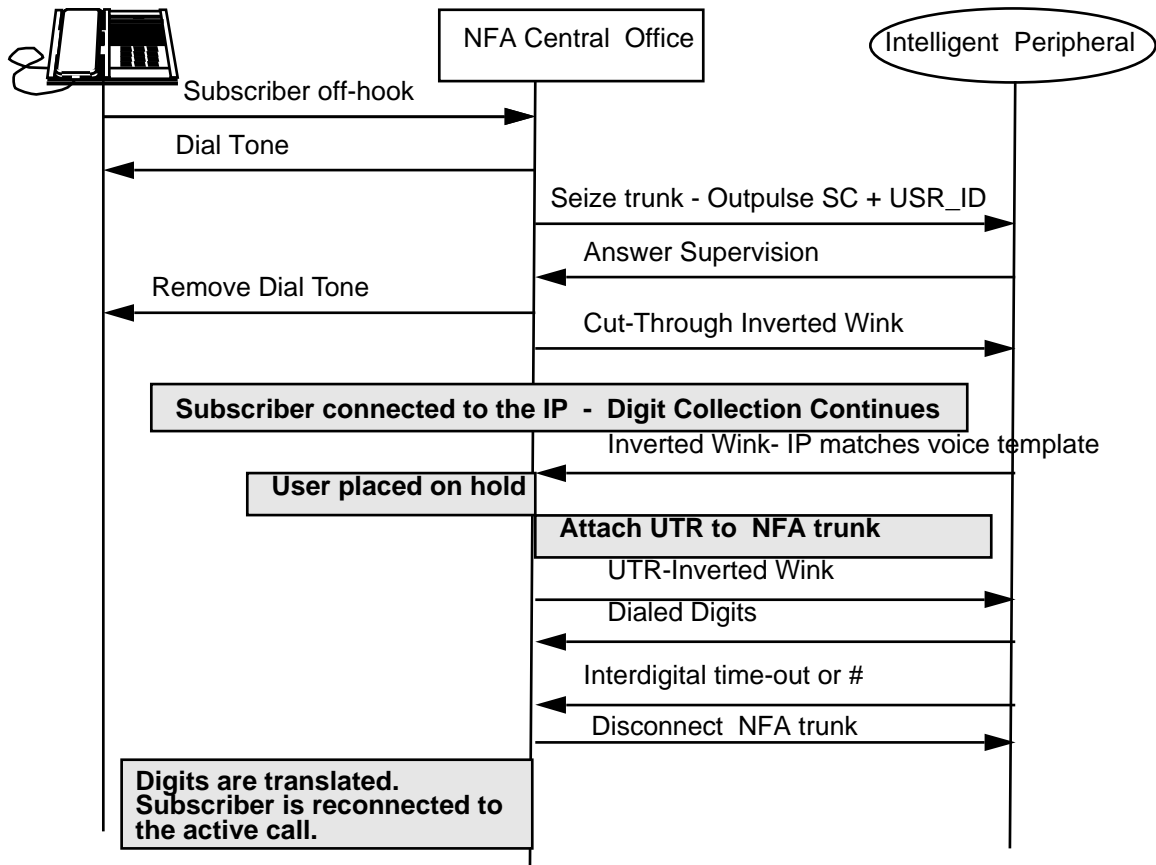 NFA Central Office
Intelligent Peripheral
Subscriber off-hook
Dial Tone
Seize trunk - Outpulse SC + USR_ID
Answer Supervision
Remove Dial Tone
Cut-Through Inverted Wink
Subscriber connected to the IP - Digit Collection Continues
Inverted Wink- IP matches voice template
User placed on hold
Attach UTR to NFA trunk
UTR-Inverted Wink
Dialed Digits
Interdigital time-out or #
Disconnect NFA trunk
Digits are translated.
Subscriber is reconnected to
the active call.